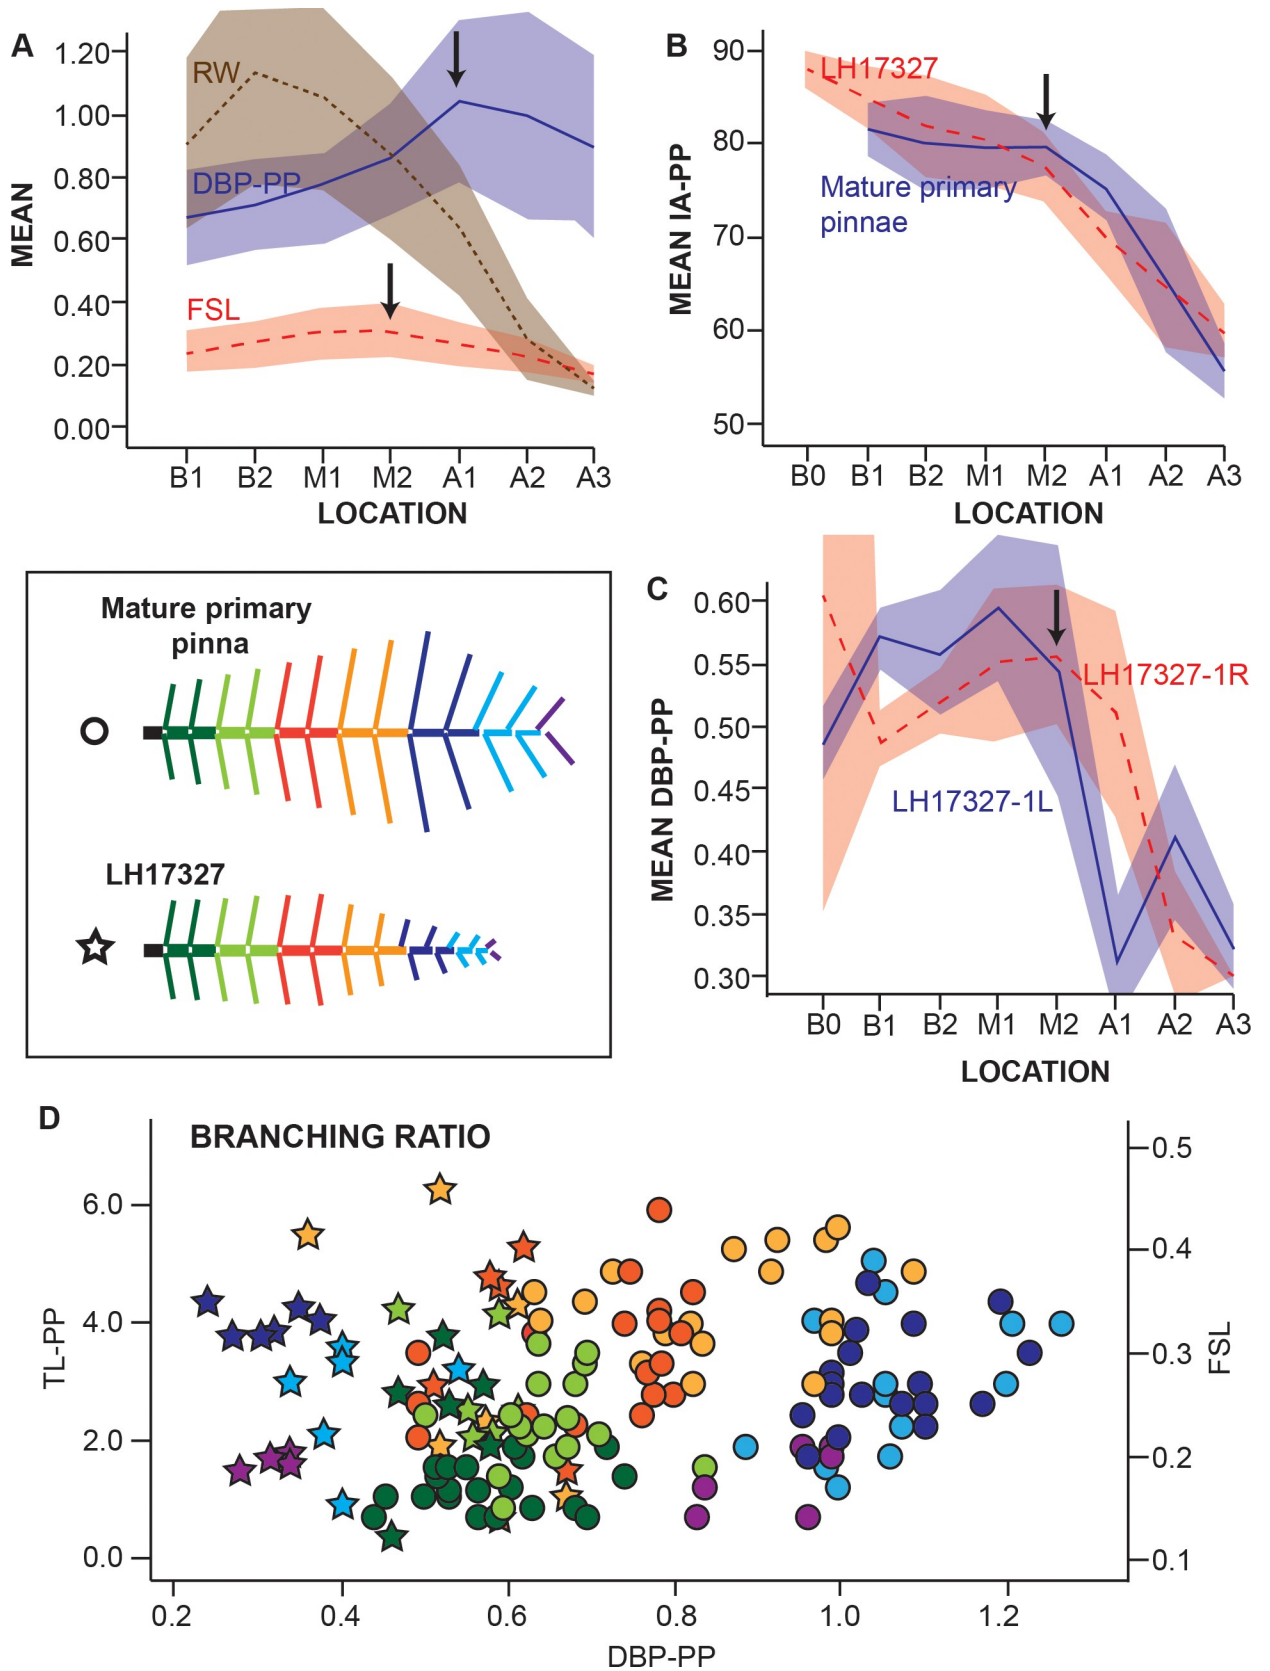 A
1.20
1.00
0.80
0.60
0.40
0.20
0.00
MEAN
RW
DBP-PP
FSL
B1 B2 M1 M2 A1 A2 A3
LOCATION
B
90
80
70
60
50
MEAN IA-PP
LH17327
Mature primary
pinnae
B0 B1 B2 M1 M2 A1 A2 A3
LOCATION
Mature primary
pinna
LH17327
C
0.60
0.55
0.50
0.45
0.40
0.35
0.30
MEAN DBP-PP
LH17327-1R
LH17327-1L
B0 B1 B2 M1 M2 A1 A2 A3
LOCATION
D
BRANCHING RATIO
6.0
4.0
2.0
0.0
TL-PP
0.5
0.4
0.3
0.2
0.1
FSL
0.2 0.4 0.6 0.8 1.0 1.2
DBP-PP